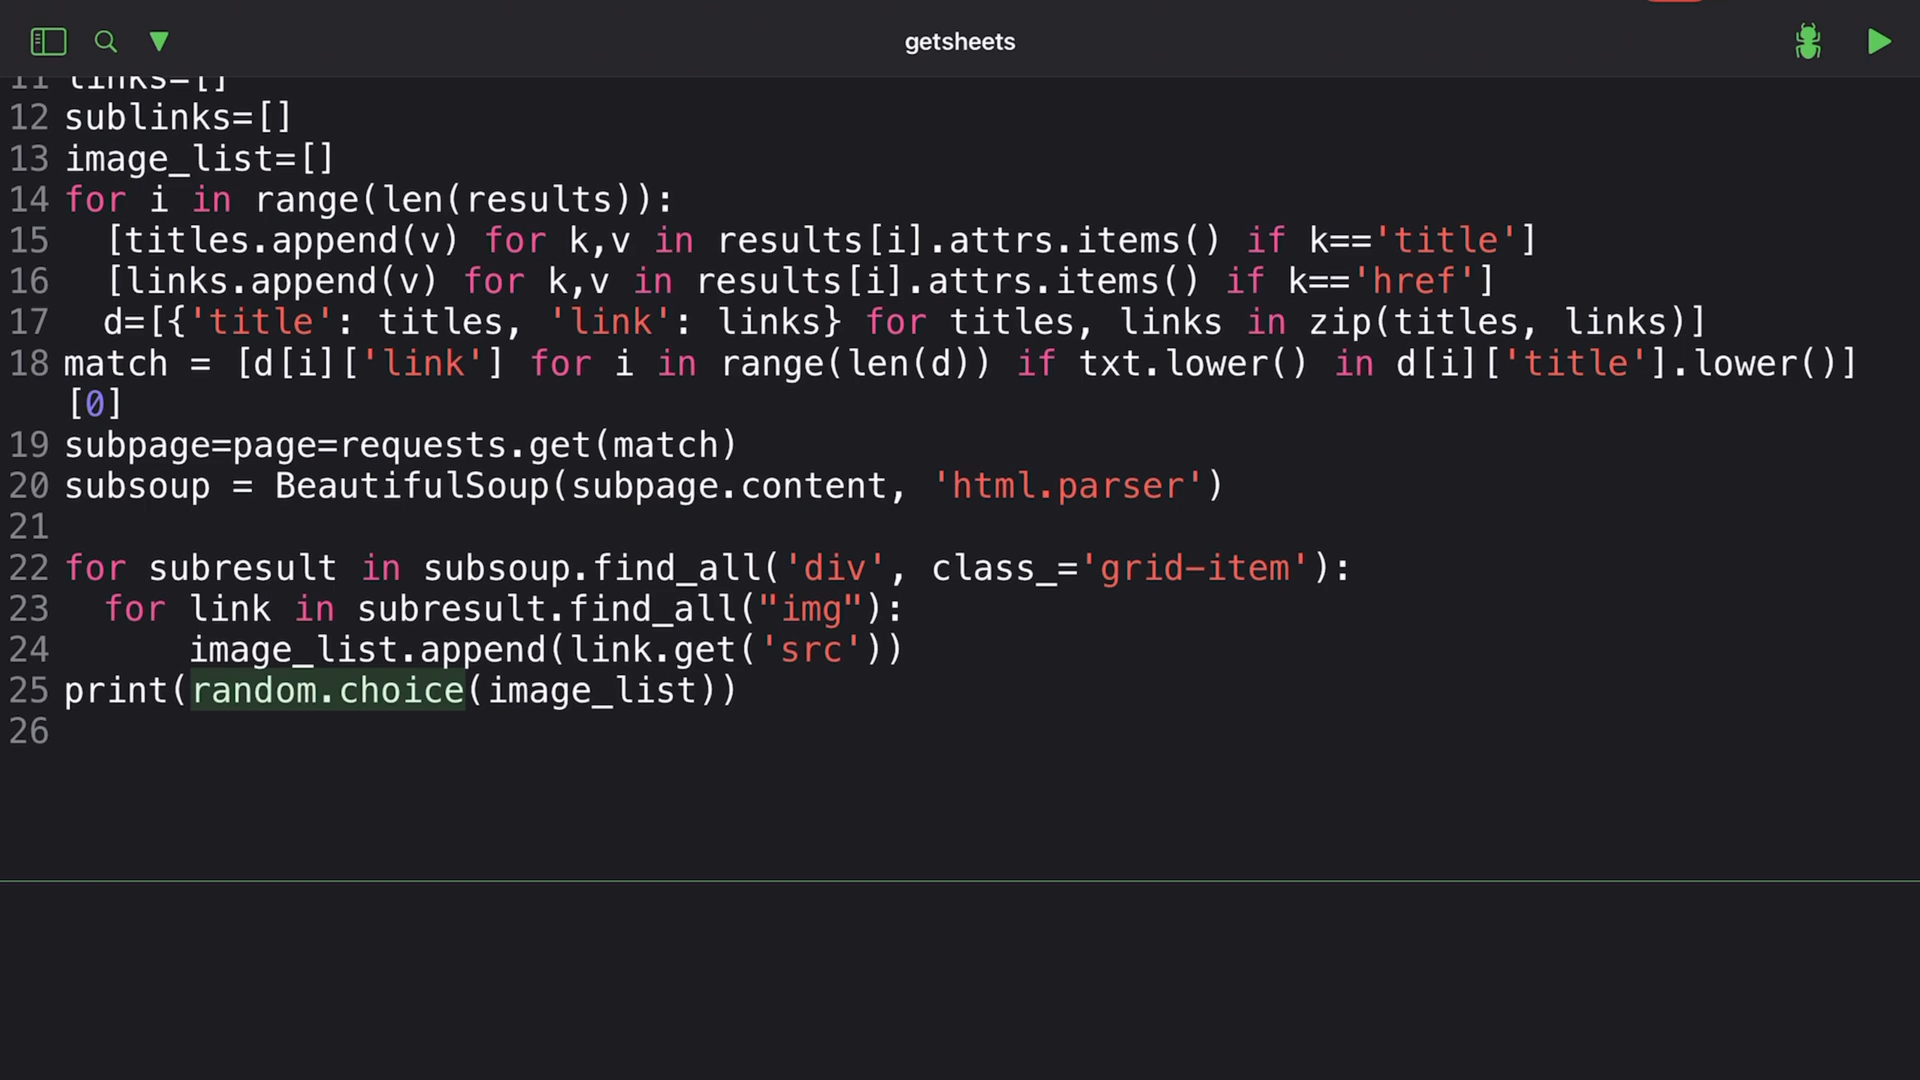 getsheets
11 links=[]
12 sublinks=[]
13 image_list=[]
14 for i in range(len(results)):
15 [titles.append(v) for k,v in results[i].attrs.items() if k=='title']
16 [links.append(v) for k,v in results[i].attrs.items() if k=='href']
17 d=[{'title': titles, 'link': links} for titles, links in zip(titles, links)]
18 match = [d[i]['link'] for i in range(len(d)) if txt.lower() in d[i]['title'].lower()]
[0]
19 subpage=page=requests.get(match)
20 subsoup = BeautifulSoup(subpage.content, 'html.parser')
21
22 for subresult in subsoup.find_all('div', class_='grid-item'):
23 for link in subresult.find_all("img"):
24 image_list.append(link.get('src'))
25 print(random.choice(image_list))
26